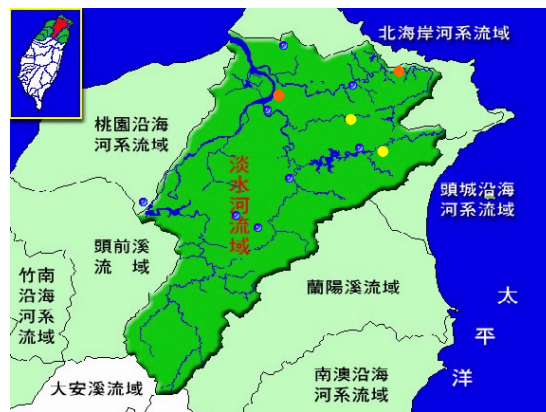 北海岸河系流域
桃園沿海
河系流域
淡水河流域
頭城沿海
河系流域
頭前溪
流域
蘭陽溪流域
竹南
沿海
河系
流域
太
平
洋
大安溪流域
南澳沿海
河系流域